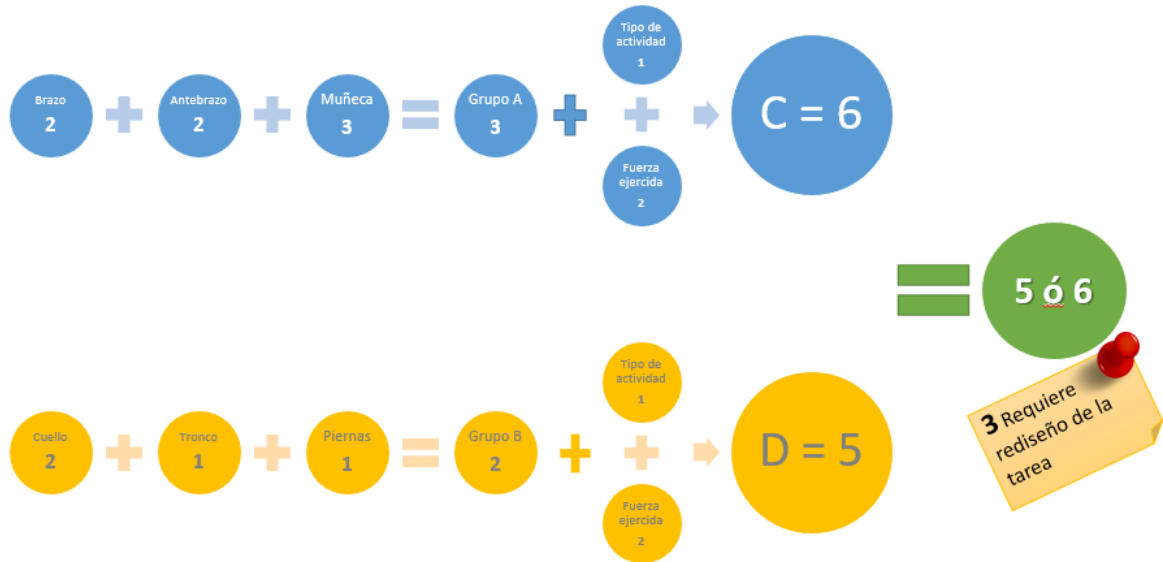 Tipo de
actividad
1
Brazo
2
Antebrazo
2
Muñeca
3
Grupo A
3
C = 6
Fuerza
ejercida
2
5 ó 6
3 Requiere
rediseño de la
tarea
Tipo de
actividad
1
Cuello
2
Tronco
1
Piernas
1
Grupo B
2
D = 5
Fuerza
ejercida
2